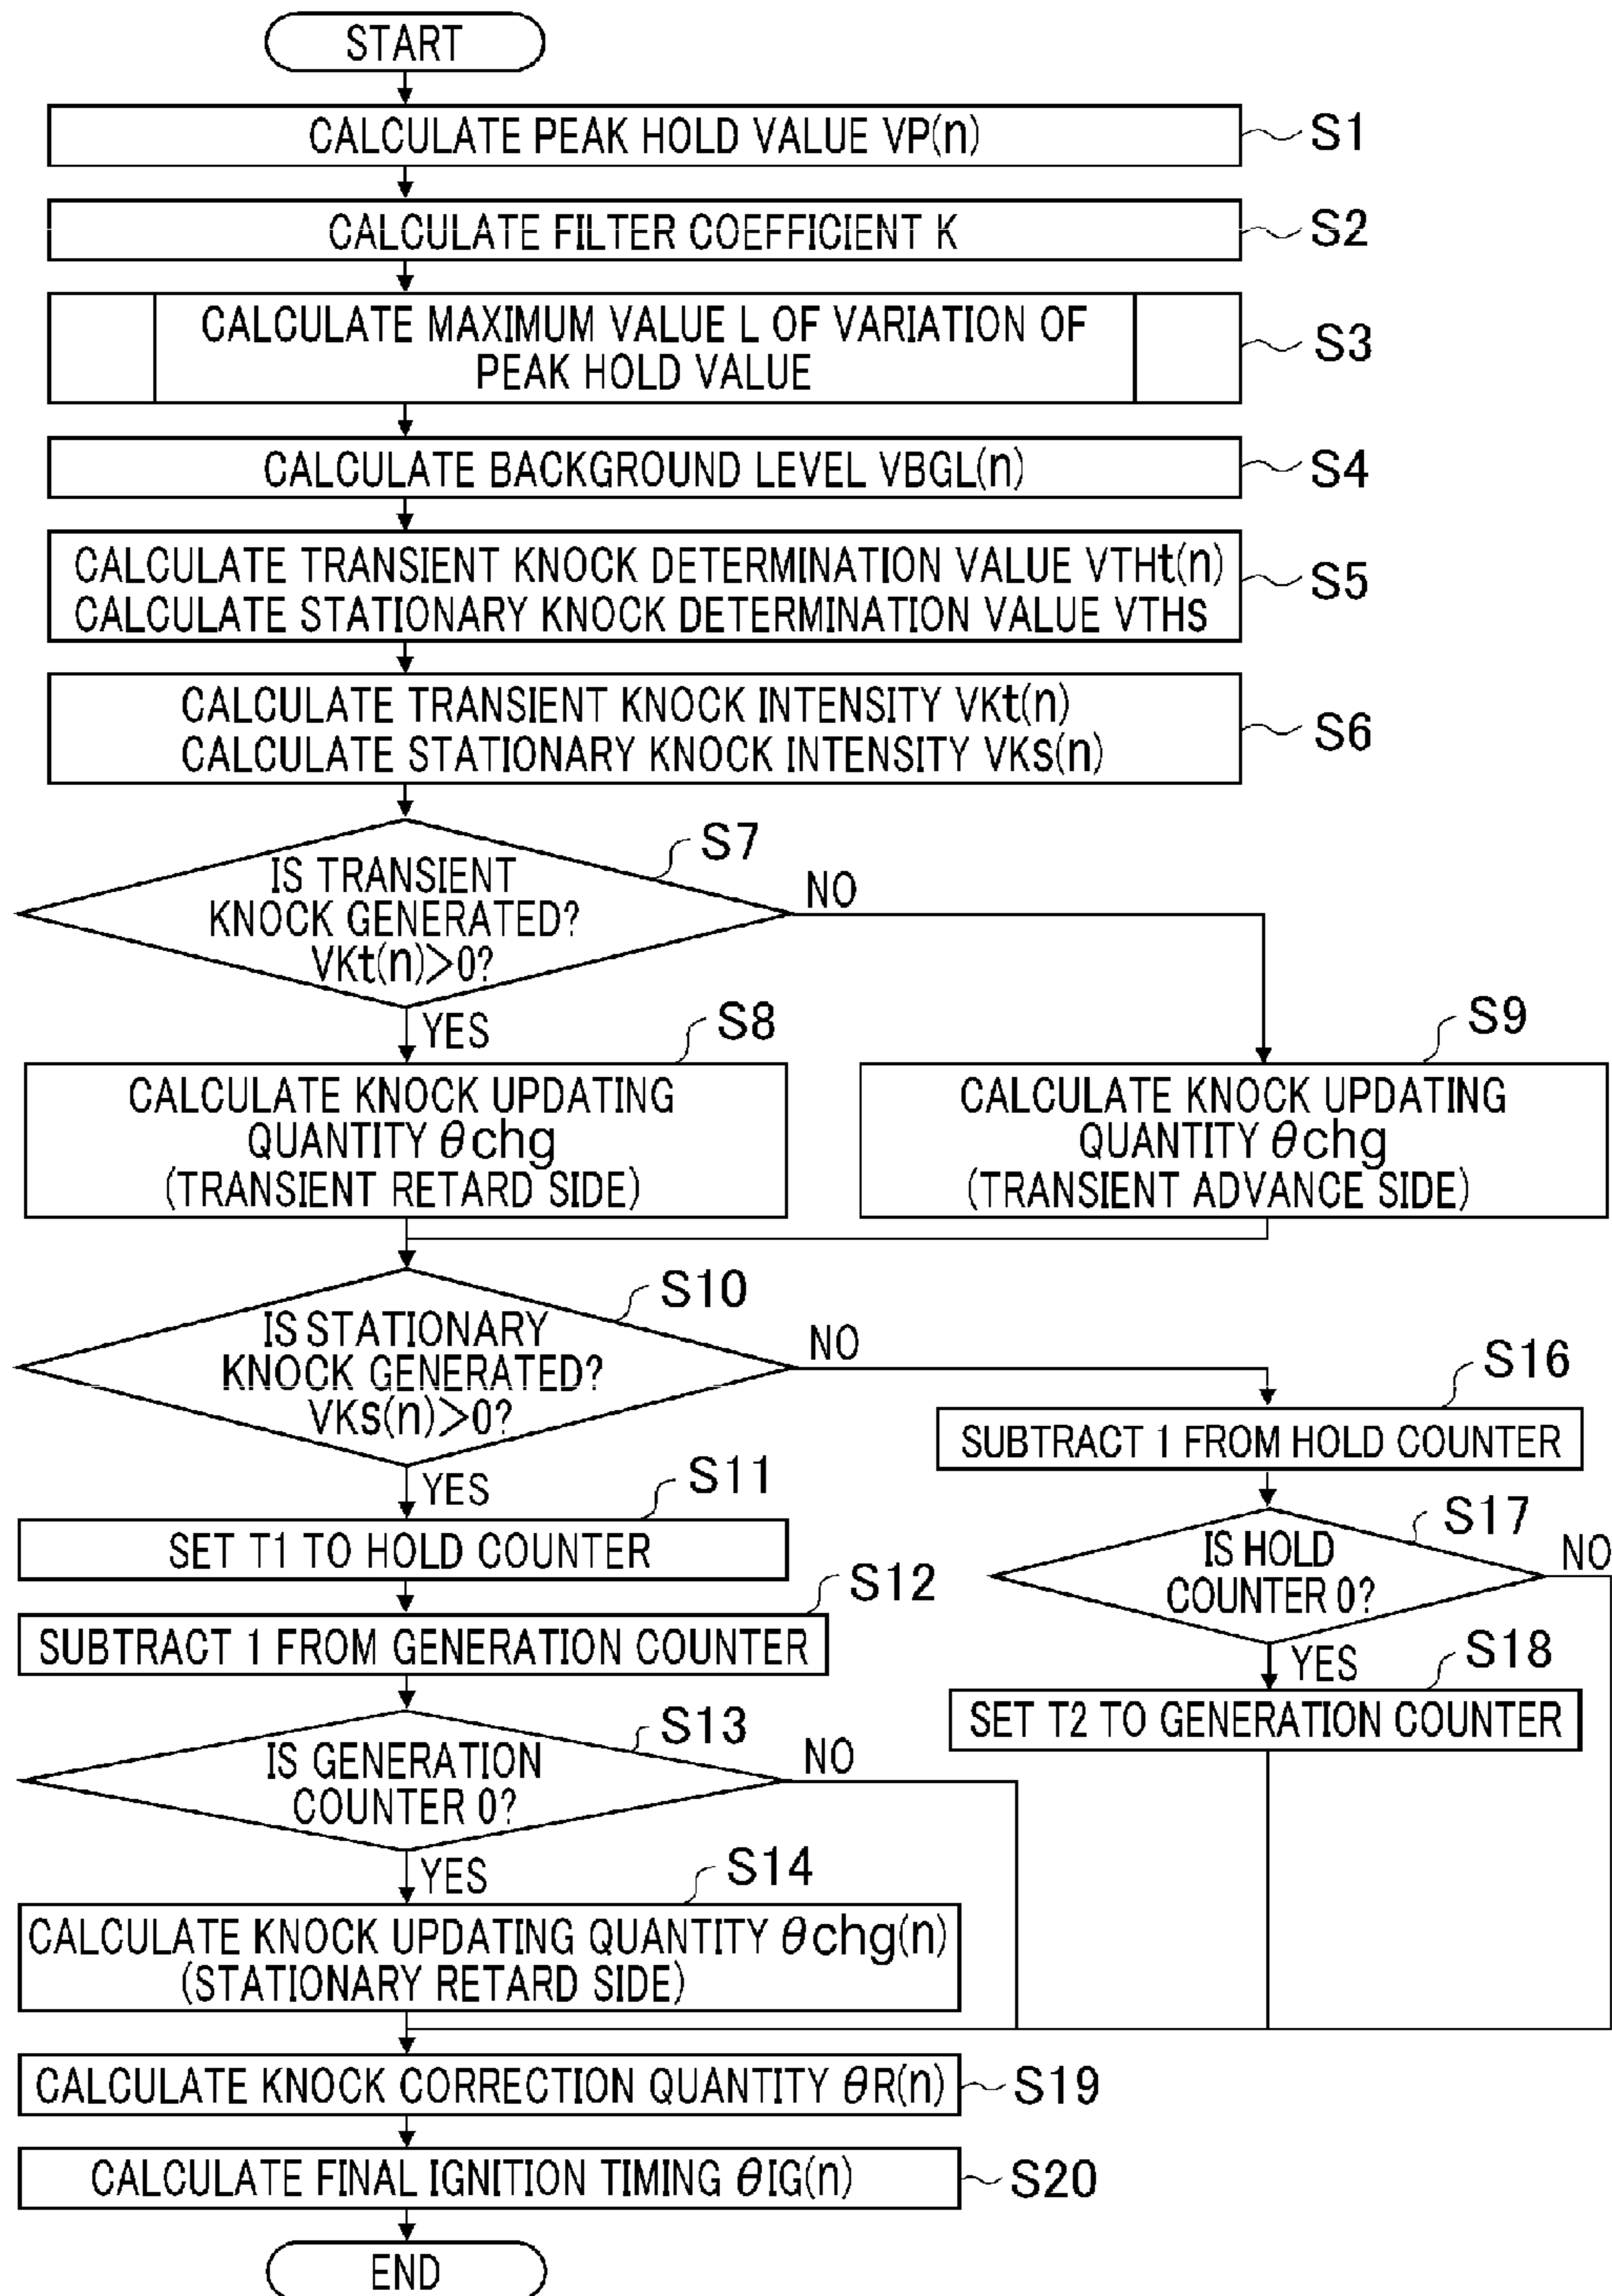 START
CALCULATE PEAK HOLD VALUE VP(n)
S1
CALCULATE FILTER COEFFICIENT K
S2
CALCULATE MAXIMUM VALUE L OF VARIATION OF
PEAK HOLD VALUE
S3
CALCULATE BACKGROUND LEVEL VBGL(n)
S4
CALCULATE TRANSIENT KNOCK DETERMINATION VALUE VTHt(n)
CALCULATE STATIONARY KNOCK DETERMINATION VALUE VTHs
S5
CALCULATE TRANSIENT KNOCK INTENSITY VKt(n)
CALCULATE STATIONARY KNOCK INTENSITY VKs(n)
S6
S7
IS TRANSIENT
KNOCK GENERATED?
VKt(n)>0?
NO
YES
S8
CALCULATE KNOCK UPDATING
QUANTITY θchg
(TRANSIENT RETARD SIDE)
S9
CALCULATE KNOCK UPDATING
QUANTITY θchg
(TRANSIENT ADVANCE SIDE)
S10
IS STATIONARY
KNOCK GENERATED?
VKs(n)>0?
NO
YES
S16
SUBTRACT 1 FROM HOLD COUNTER
S11
SET T1 TO HOLD COUNTER
S17
IS HOLD
COUNTER 0?
NO
YES
S12
SUBTRACT 1 FROM GENERATION COUNTER
S18
SET T2 TO GENERATION COUNTER
S13
IS GENERATION
COUNTER 0?
NO
YES
S14
CALCULATE KNOCK UPDATING QUANTITY θchg(n)
(STATIONARY RETARD SIDE)
CALCULATE KNOCK CORRECTION QUANTITY θR(n)
S19
CALCULATE FINAL IGNITION TIMING θIG(n)
S20
END